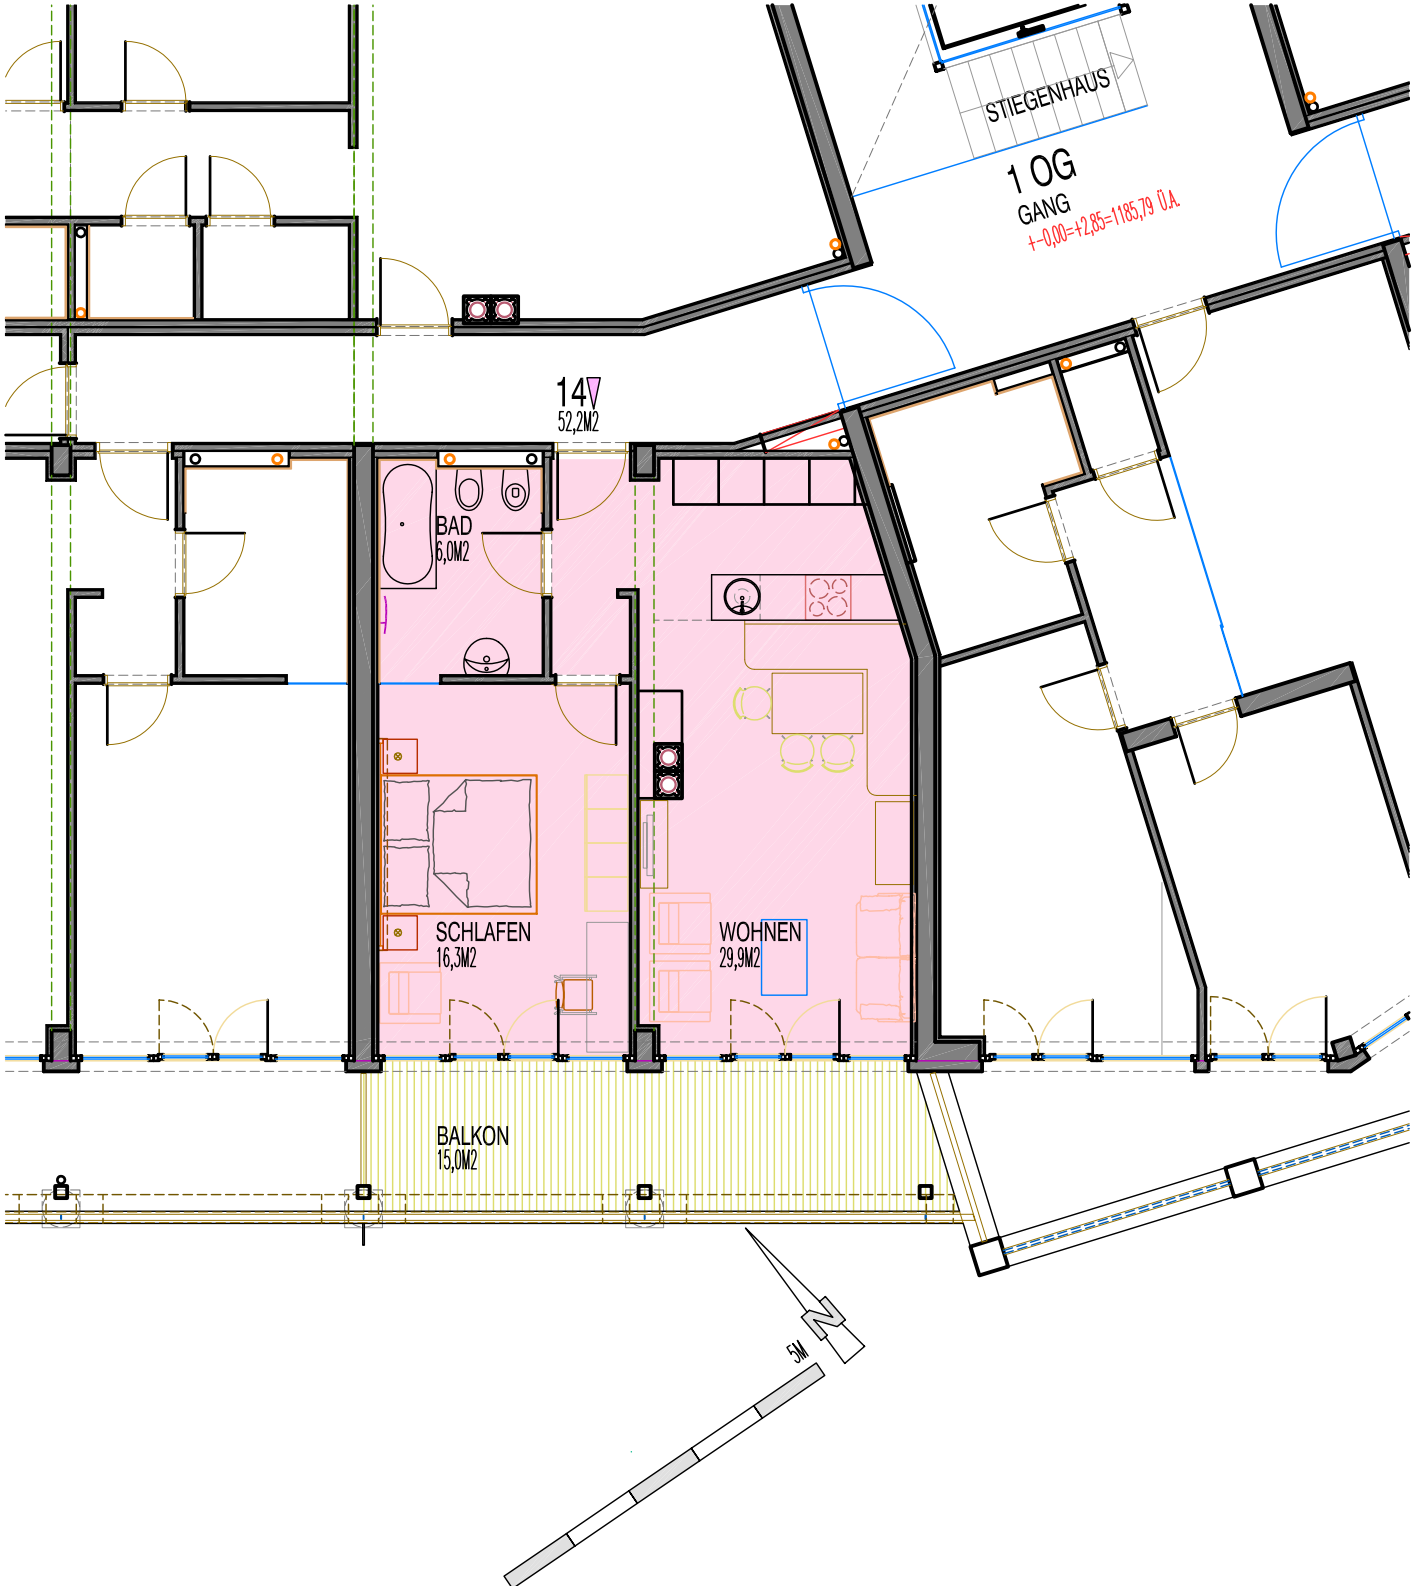 STIEGENHAUS
1 OG
GANG
+-0,00=+2,85=1185,79 Ü.A.
14
52,2M2
BAD
6,0M2
SCHLAFEN
16,3M2
WOHNEN
29,9M2
BALKON
15,0M2
N
5M